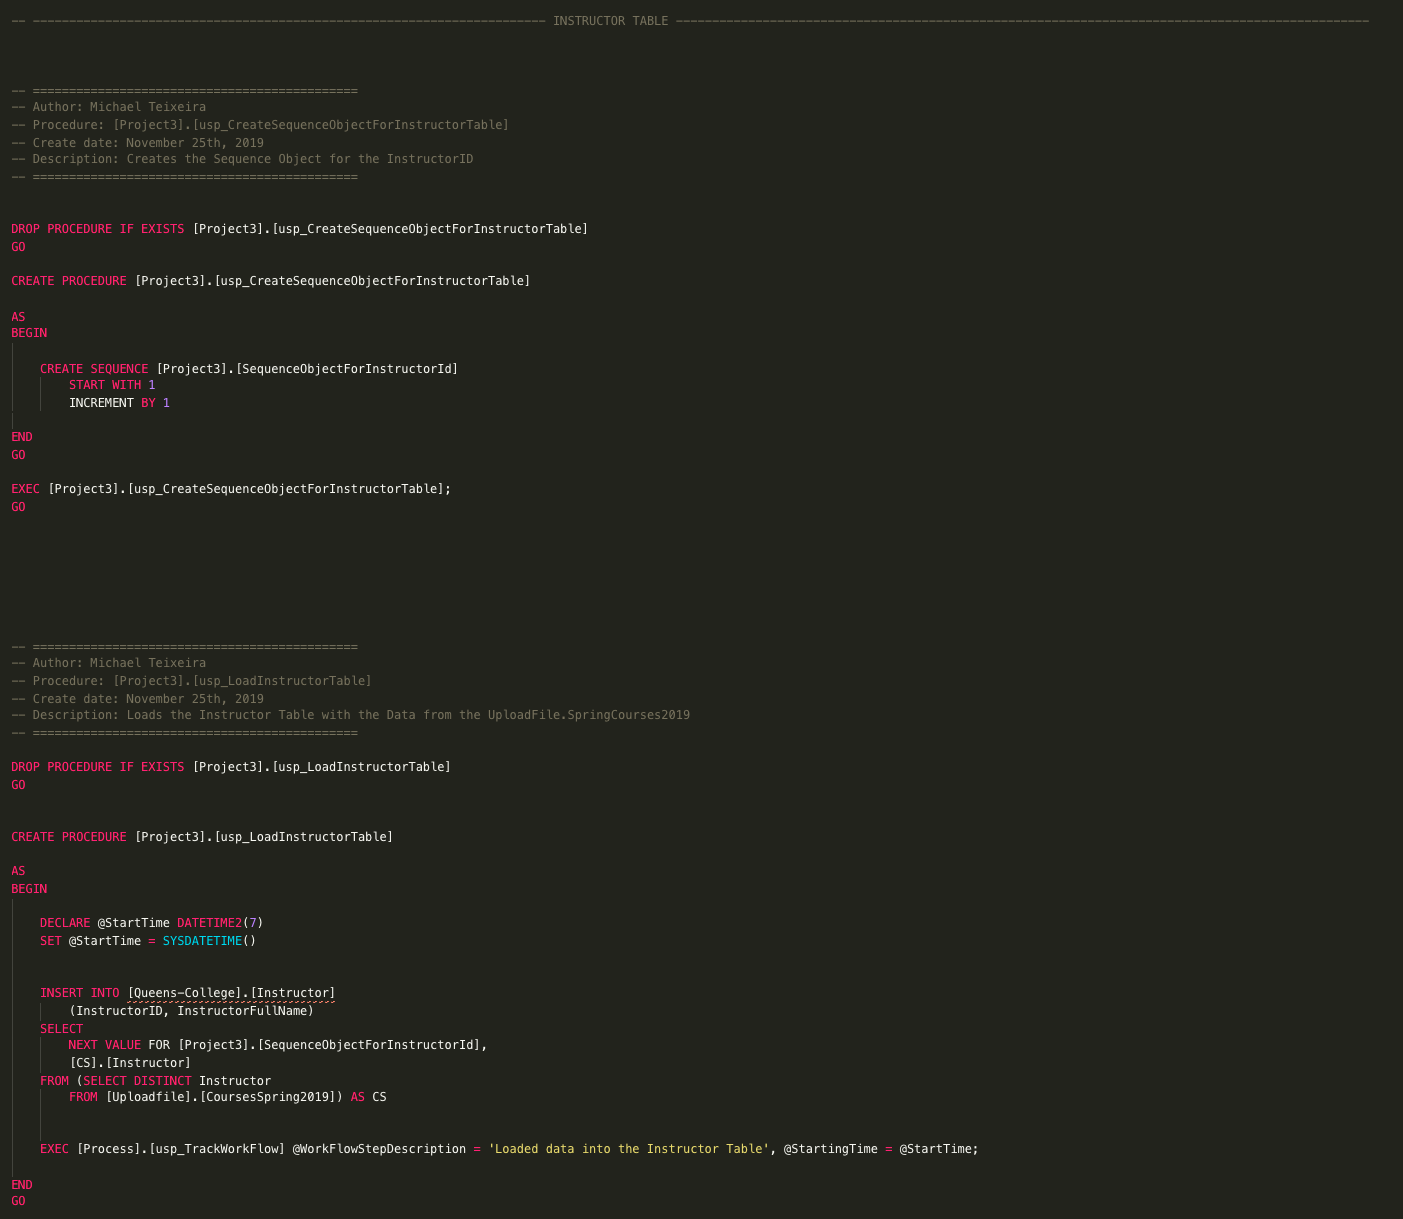 -- ----------------------------------------------------------------------- INSTRUCTOR TABLE ------------------------------------------------------------------------------------------------
-- =============================================
-- Author: Michael Teixeira
-- Procedure: [Project3].[usp_CreateSequenceObjectForInstructorTable]
-- Create date: November 25th, 2019
-- Description: Creates the Sequence Object for the InstructorID
-- =============================================
DROP PROCEDURE IF EXISTS [Project3].[usp_CreateSequenceObjectForInstructorTable]
GO
CREATE PROCEDURE [Project3].[usp_CreateSequenceObjectForInstructorTable]
AS
BEGIN
CREATE SEQUENCE [Project3].[SequenceObjectForInstructorId]
START WITH 1
INCREMENT BY 1
END
GO
EXEC [Project3].[usp_CreateSequenceObjectForInstructorTable];
GO
-- =============================================
-- Author: Michael Teixeira
-- Procedure: [Project3].[usp_LoadInstructorTable]
-- Create date: November 25th, 2019
-- Description: Loads the Instructor Table with the Data from the UploadFile.SpringCourses2019
-- =============================================
DROP PROCEDURE IF EXISTS [Project3].[usp_LoadInstructorTable]
GO
CREATE PROCEDURE [Project3].[usp_LoadInstructorTable]
AS
BEGIN
DECLARE @StartTime DATETIME2(7)
SET @StartTime = SYSDATETIME()
INSERT INTO [Queens-College].[Instructor]
(InstructorID, InstructorFullName)
SELECT
NEXT VALUE FOR [Project3].[SequenceObjectForInstructorId],
[CS].[Instructor]
FROM (SELECT DISTINCT Instructor
FROM [Uploadfile].[CoursesSpring2019]) AS CS
EXEC [Process].[usp_TrackWorkFlow] @WorkFlowStepDescription = 'Loaded data into the Instructor Table', @StartingTime = @StartTime;
END
GO